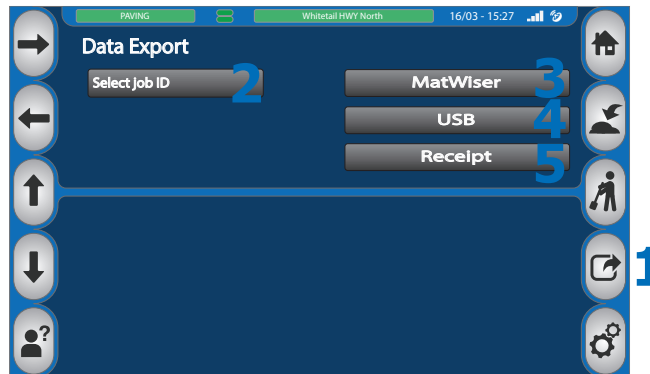 PAVING Whitetail HWY North 16/03 - 15:27
Data Export
Select job ID 2 MatWiser 3
USB 4
Receipt 5
1
?